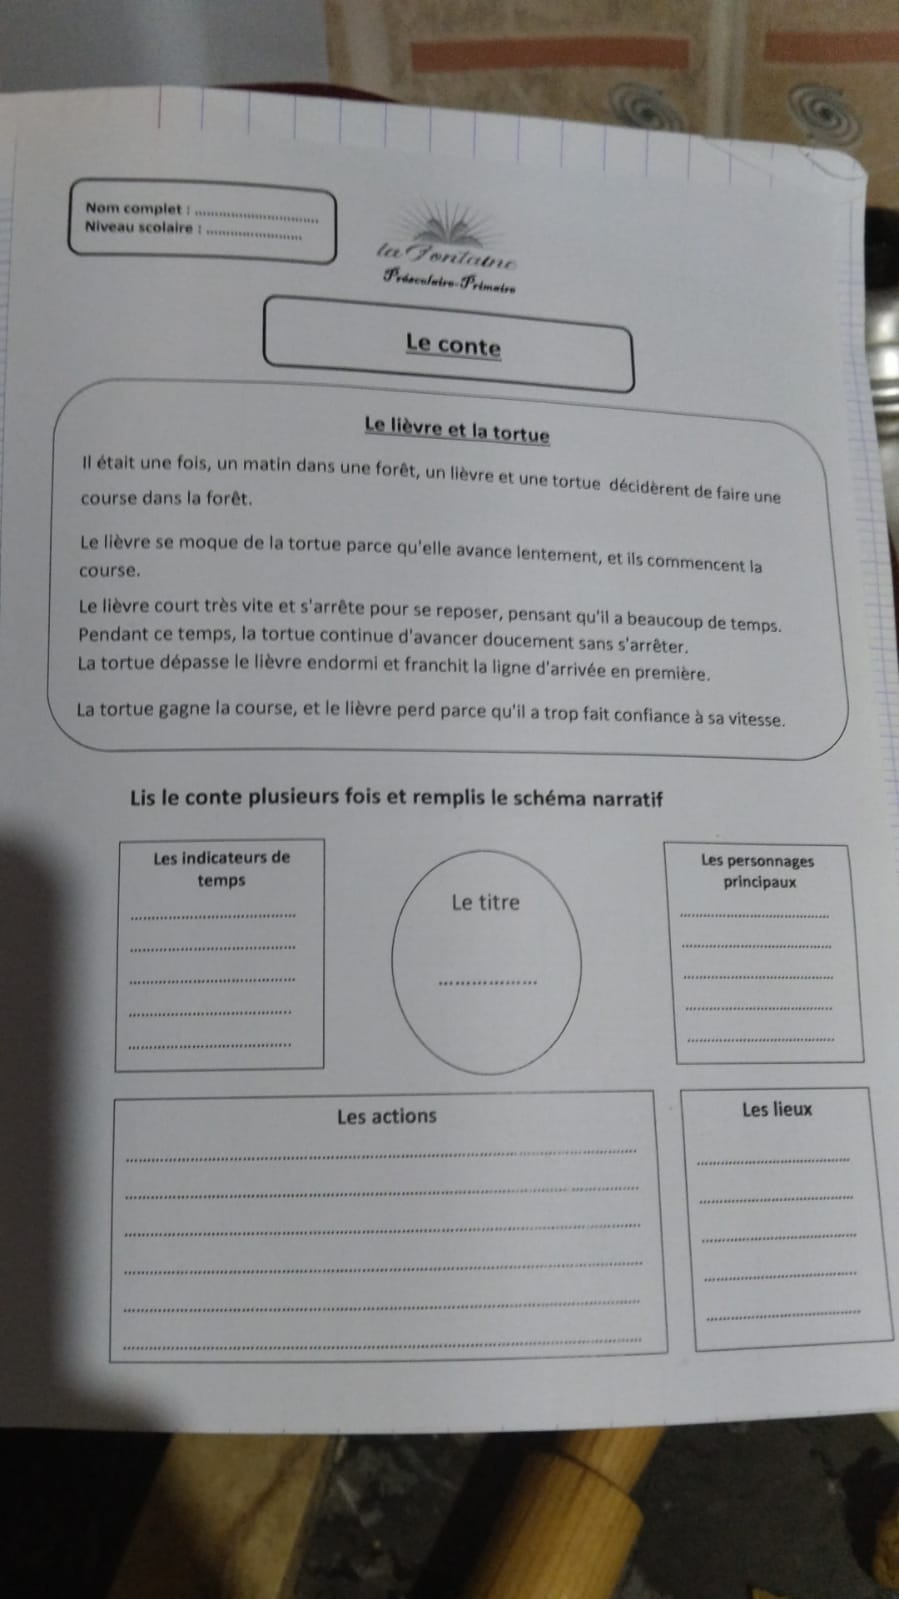 Nom complet : ...............................
Niveau scolaire : ........................
la Fontaine
Préscolaire-Primaire
Le conte
Le lièvre et la tortue
Il était une fois, un matin dans une forêt, un lièvre et une tortue décidèrent de faire une
course dans la forêt.
Le lièvre se moque de la tortue parce qu'elle avance lentement, et ils commencent la
course.
Le lièvre court très vite et s'arrête pour se reposer, pensant qu'il a beaucoup de temps.
Pendant ce temps, la tortue continue d'avancer doucement sans s'arrêter.
La tortue dépasse le lièvre endormi et franchit la ligne d'arrivée en première.
La tortue gagne la course, et le lièvre perd parce qu'il a trop fait confiance à sa vitesse.
Lis le conte plusieurs fois et remplis le schéma narratif
Les indicateurs de
temps
Le titre
Les personnages
principaux
Les actions
Les lieux